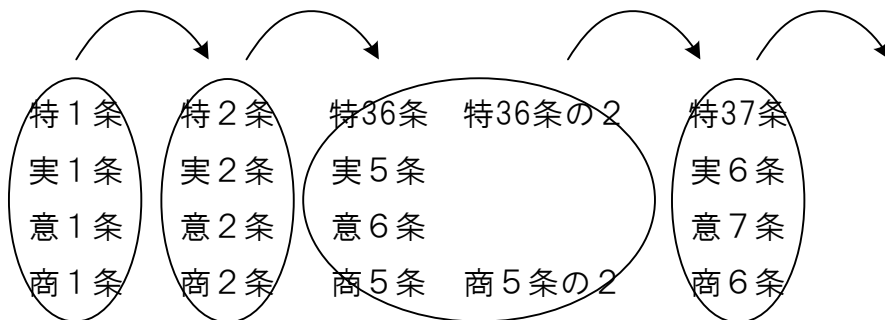 特１条 特２条 特36条 特36条の２ 特37条
実１条 実２条 実５条 実６条
意１条 意２条 意６条 意７条
商１条 商２条 商５条 商５条の２ 商６条